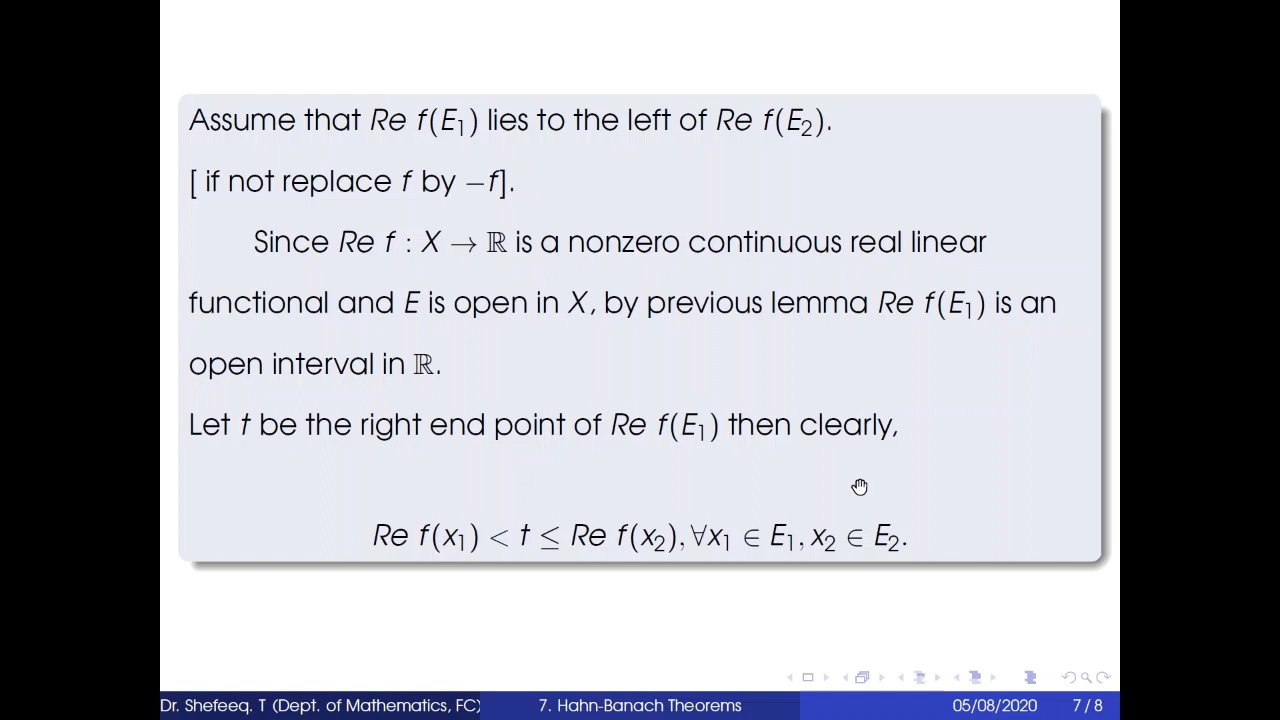 Assume that Re f(E₁) lies to the left of Re f(E₂).
[ if not replace f by −f].
Since Re f : X → ℝ is a nonzero continuous real linear
functional and E is open in X, by previous lemma Re f(E₁) is an
open interval in ℝ.
Let t be the right end point of Re f(E₁) then clearly,
Re f(x₁) < t ≤ Re f(x₂), ∀x₁ ∈ E₁, x₂ ∈ E₂.
Dr. Shefeeq. T (Dept. of Mathematics, FC) 7. Hahn-Banach Theorems 05/08/2020 7 / 8